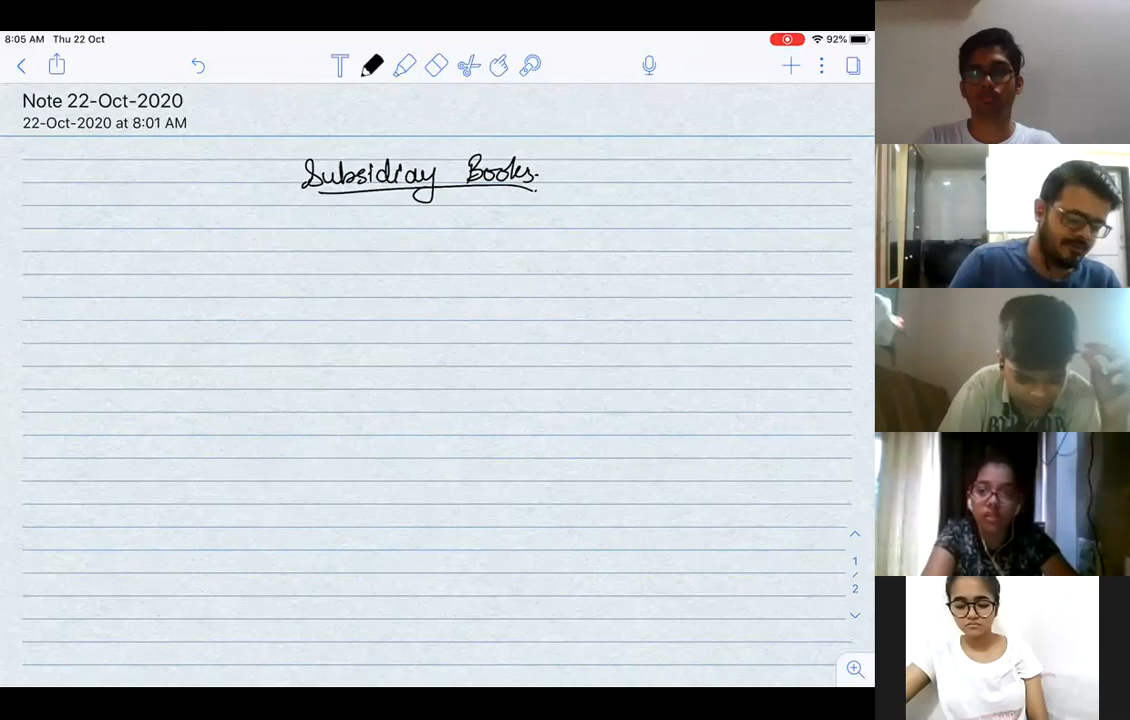 8:05 AM Thu 22 Oct 92%
T
Note 22-Oct-2020
22-Oct-2020 at 8:01 AM
Subsidiay Books.
1
/
2